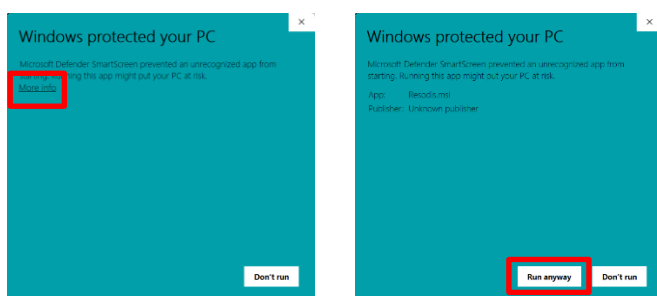 Windows protected your PC
Microsoft Defender SmartScreen prevented an unrecognized app from
starting. Running this app might put your PC at risk.
More info
Don't run
Windows protected your PC
Microsoft Defender SmartScreen prevented an unrecognized app from
starting. Running this app might put your PC at risk.
App: Resodis.msi
Publisher: Unknown publisher
Run anyway
Don't run